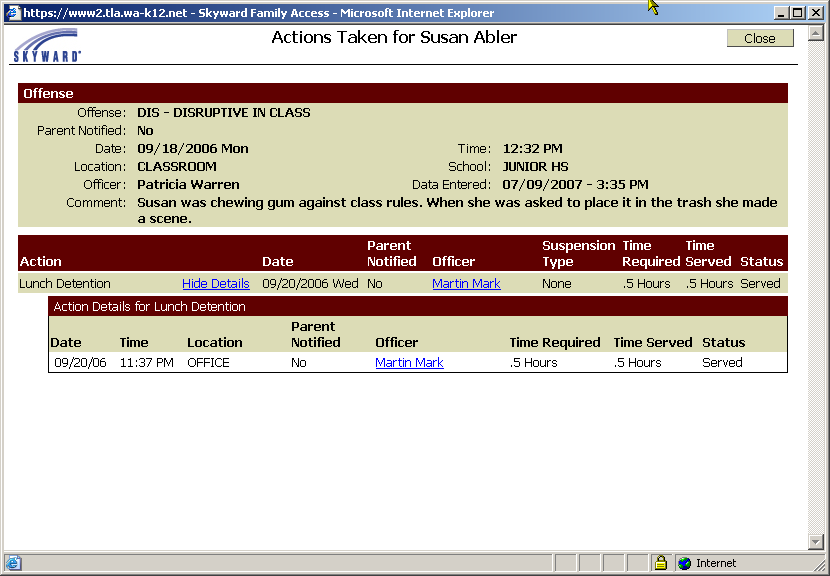 https://www2.tla.wa-k12.net - Skyward Family Access - Microsoft Internet Explorer
SKYWARD
Actions Taken for Susan Abler
Close
Offense
Offense: DIS - DISRUPTIVE IN CLASS
Parent Notified: No
Date: 09/18/2006 Mon Time: 12:32 PM
Location: CLASSROOM School: JUNIOR HS
Officer: Patricia Warren Data Entered: 07/09/2007 - 3:35 PM
Comment: Susan was chewing gum against class rules. When she was asked to place it in the trash she made
a scene.
Parent Suspension Time Time
Action Date Notified Officer Type Required Served Status
Lunch Detention Hide Details 09/20/2006 Wed No Martin Mark None .5 Hours .5 Hours Served
Action Details for Lunch Detention
Parent
Date Time Location Notified Officer Time Required Time Served Status
09/20/06 11:37 PM OFFICE No Martin Mark .5 Hours .5 Hours Served
Internet